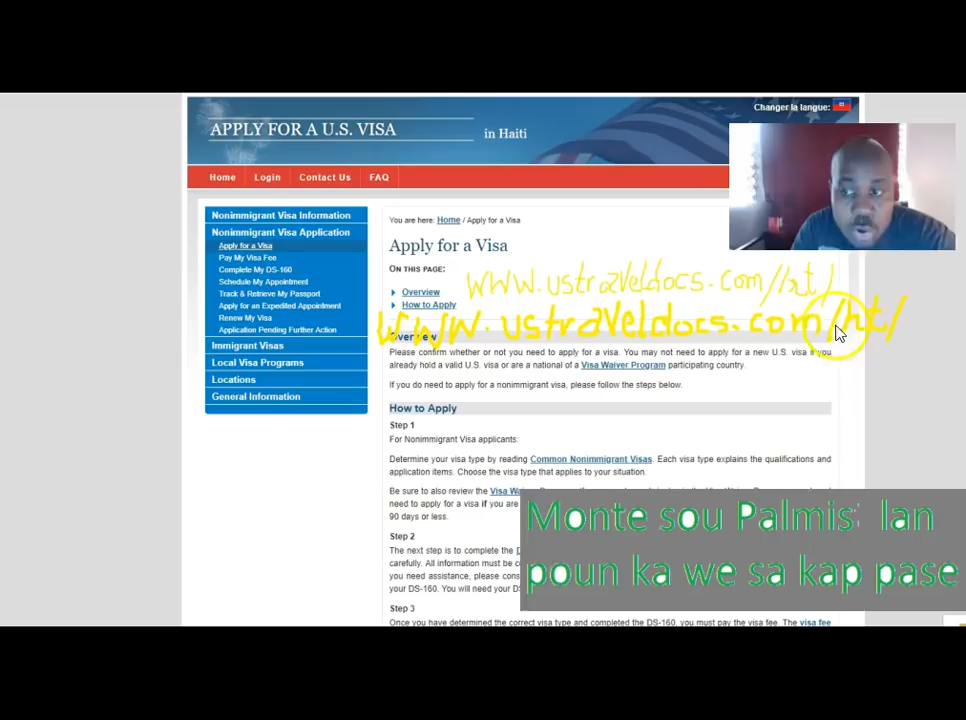 Changer la langue:
APPLY FOR A U.S. VISA
in Haiti
Home Login Contact Us FAQ
Nonimmigrant Visa Information
Nonimmigrant Visa Application
Apply for a Visa
Pay My Visa Fee
Complete My DS-160
Schedule My Appointment
Track & Retrieve My Passport
Apply for an Expedited Appointment
Renew My Visa
Application Pending Further Action
Immigrant Visas
Local Visa Programs
Locations
General Information
You are here: Home / Apply for a Visa
Apply for a Visa
ON THIS PAGE:
Overview
How to Apply
www.ustraveldocs.com/ht/
www.ustraveldocs.com/ht/
Overview
Please confirm whether or not you need to apply for a visa. You may not need to apply for a new U.S. visa if you
already hold a valid U.S. visa or are a national of a Visa Waiver Program participating country.
If you do need to apply for a nonimmigrant visa, please follow the steps below.
How to Apply
Step 1
For Nonimmigrant Visa applicants:
Determine your visa type by reading Common Nonimmigrant Visas. Each visa type explains the qualifications and
application items. Choose the visa type that applies to your situation.
Be sure to also review the Visa
need to apply for a visa if you are
90 days or less.
Step 2
The next step is to complete the
carefully. All information must be
you need assistance, please
your DS-160. You will need your
Step 3
Once you have determined the correct visa type and completed the DS-160, you must pay the visa fee. The visa fee
Monte sou Palmis lan
poun ka we sa kap pase